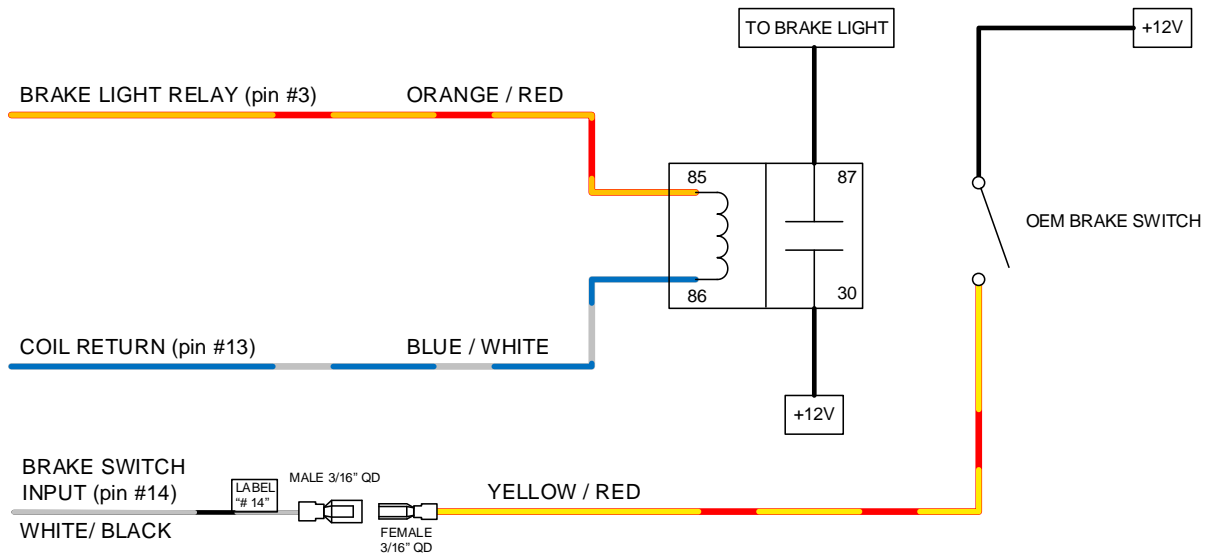 TO BRAKE LIGHT
+12V
BRAKE LIGHT RELAY (pin #3)
ORANGE / RED
85
87
OEM BRAKE SWITCH
86
30
COIL RETURN (pin #13)
BLUE / WHITE
+12V
BRAKE SWITCH
INPUT (pin #14)
LABEL
"# 14"
MALE 3/16" QD
YELLOW / RED
WHITE/ BLACK
FEMALE
3/16" QD